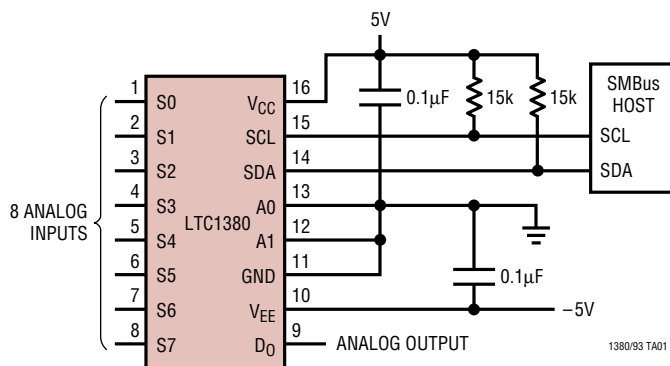 5V
1
2
3
4
5
6
7
8
8 ANALOG
INPUTS
S0
S1
S2
S3
S4
S5
S6
S7
LTC1380
VCC
SCL
SDA
A0
A1
GND
VEE
DO
16
15
14
13
12
11
10
9
0.1µF
15k
15k
SMBus
HOST
SCL
SDA
0.1µF
–5V
ANALOG OUTPUT
1380/93 TA01